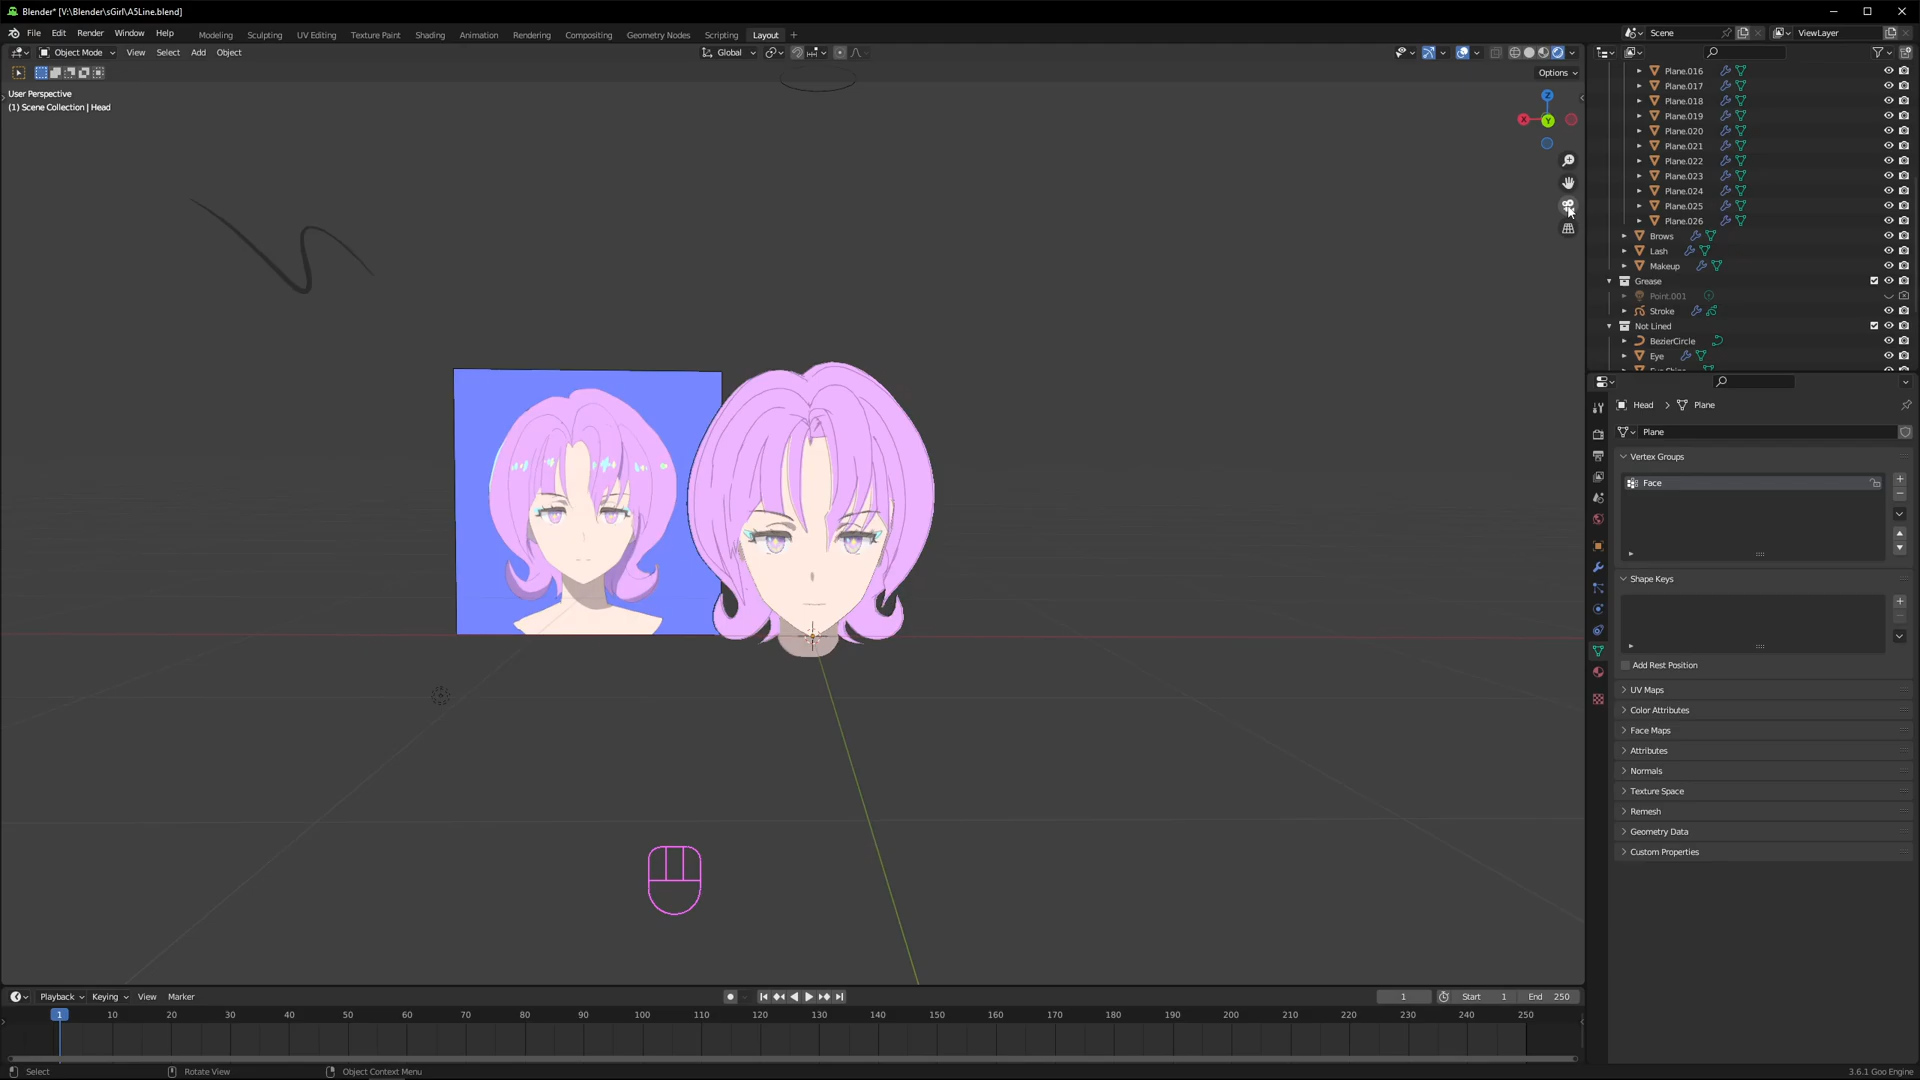 Blender* [V:\Blender\sGirl\A5Line.blend]
File Edit Render Window Help
Modeling Sculpting UV Editing Texture Paint Shading Animation Rendering Compositing Geometry Nodes Scripting Layout +
Scene
ViewLayer
Object Mode View Select Add Object
Global
Options
User Perspective
(1) Scene Collection | Head
Z
X
Y
Plane.016
Plane.017
Plane.018
Plane.019
Plane.020
Plane.021
Plane.022
Plane.023
Plane.024
Plane.025
Plane.026
Brows
Lash
Makeup
Grease
Point.001
Stroke
Not Lined
BezierCircle
Eye
Head > Plane
Plane
Vertex Groups
Face
Shape Keys
Add Rest Position
UV Maps
Color Attributes
Face Maps
Attributes
Normals
Texture Space
Remesh
Geometry Data
Custom Properties
Playback Keying View Marker
1 Start 1 End 250
1 10 20 30 40 50 60 70 80 90 100 110 120 130 140 150 160 170 180 190 200 210 220 230 240 250
Select Rotate View Object Context Menu
3.6.1 Goo Engine